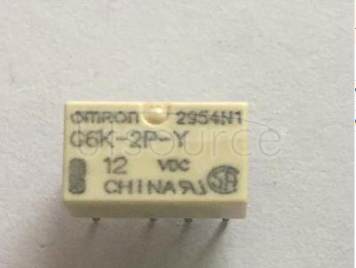 omron 2954N1
G6K-2P-Y
12 VDC
CHINA